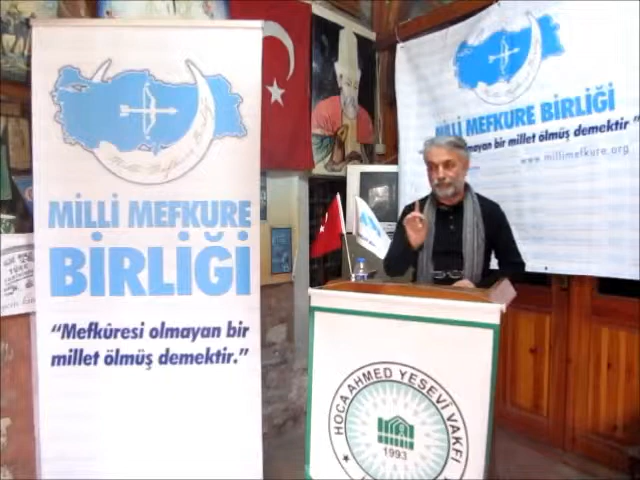 MİLLİ MEFKURE
BİRLİĞİ
“Mefkûresi olmayan bir
millet ölmüş demektir.”
MİLLİ MEFKURE BİRLİĞİ
olmayan bir millet ölmüş demektir.”
www.millimefkure.org
HOCA AHMED YESEVİ VAKFI
1993